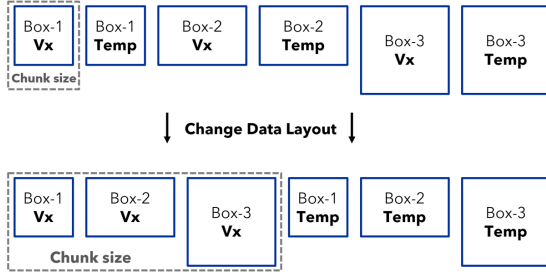 Box-1
Vx
Box-1
Temp
Box-2
Vx
Box-2
Temp
Box-3
Vx
Box-3
Temp
Chunk size
Change Data Layout
Box-1
Vx
Box-2
Vx
Box-3
Vx
Box-1
Temp
Box-2
Temp
Box-3
Temp
Chunk size